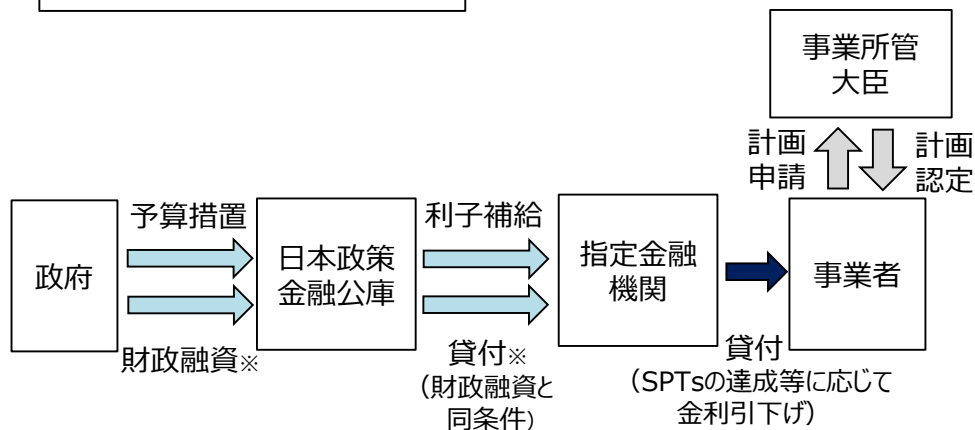 事業所管
大臣
計画
申請
計画
認定
予算措置
利子補給
政府
日本政策
金融公庫
指定金融
機関
事業者
財政融資※
貸付※
（財政融資と
同条件）
貸付
（SPTsの達成等に応じて
金利引下げ）